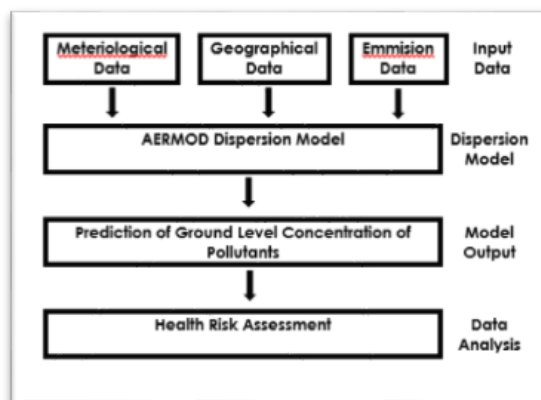 Meteriological Data
Geographical Data
Emmision Data
Input Data
AERMOD Dispersion Model
Dispersion Model
Prediction of Ground Level Concentration of
Pollutants
Model Output
Health Risk Assessment
Data Analysis